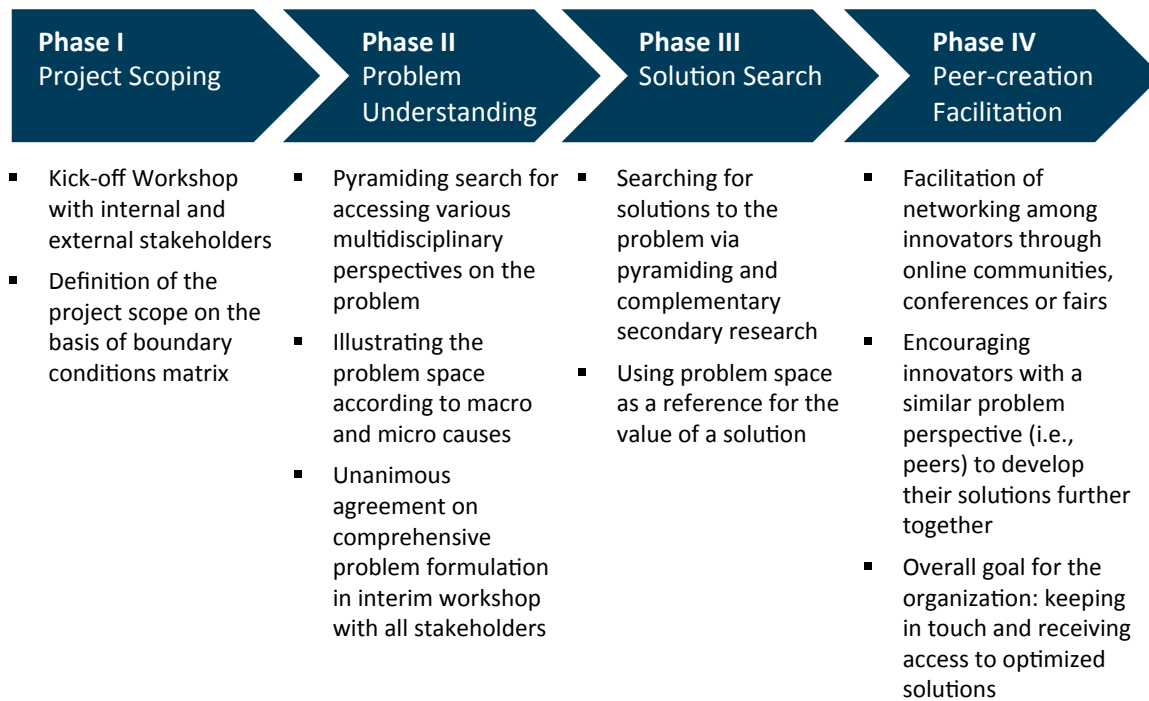 Phase I
Project Scoping
▪ Kick-off Workshop
with internal and
external stakeholders
▪ Definition of the
project scope on the
basis of boundary
conditions matrix
Phase II
Problem
Understanding
▪ Pyramiding search for
accessing various
multidisciplinary
perspectives on the
problem
▪ Illustrating the
problem space
according to macro
and micro causes
▪ Unanimous
agreement on
comprehensive
problem formulation
in interim workshop
with all stakeholders
Phase III
Solution Search
▪ Searching for
solutions to the
problem via
pyramiding and
complementary
secondary research
▪ Using problem space
as a reference for the
value of a solution
Phase IV
Peer-creation
Facilitation
▪ Facilitation of
networking among
innovators through
online communities,
conferences or fairs
▪ Encouraging
innovators with a
similar problem
perspective (i.e.,
peers) to develop
their solutions further
together
▪ Overall goal for the
organization: keeping
in touch and receiving
access to optimized
solutions